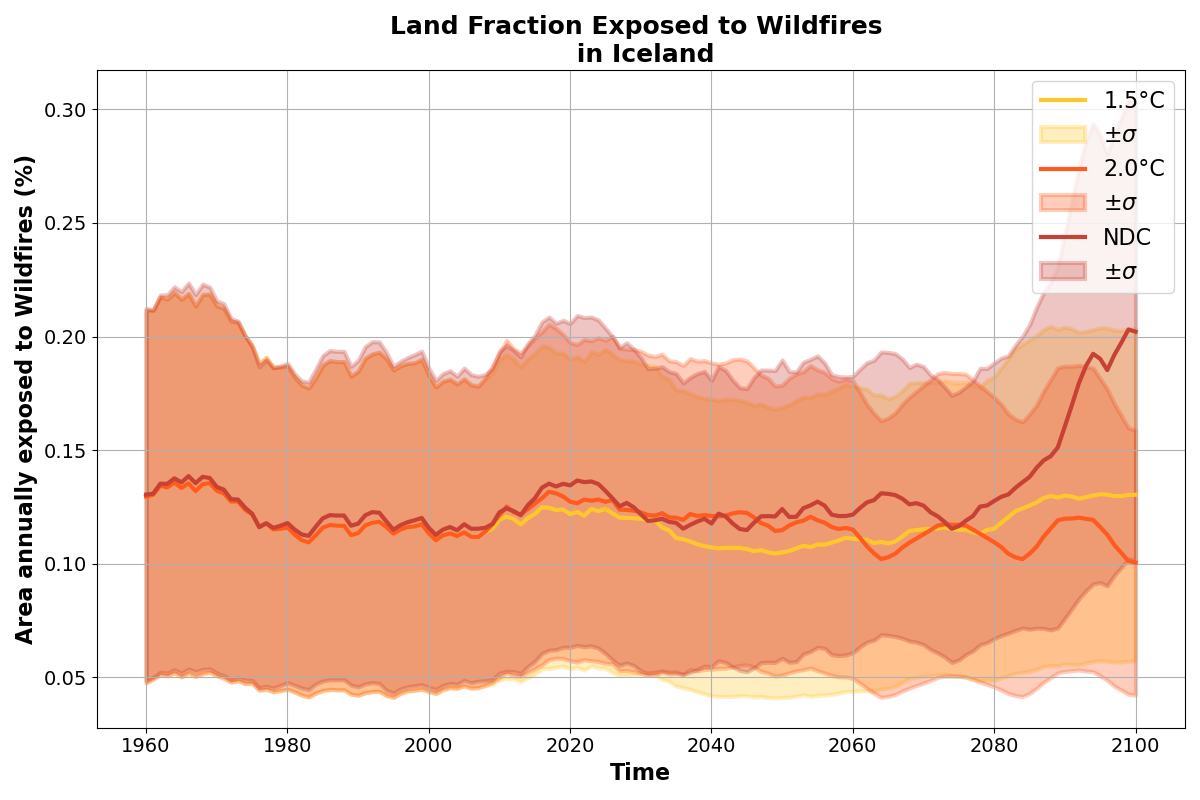 Land Fraction Exposed to Wildfires
in Iceland
Area annually exposed to Wildfires (%)
0.30
0.25
0.20
0.15
0.10
0.05
1.5°C
±σ
2.0°C
±σ
NDC
±σ
1960
1980
2000
2020
2040
2060
2080
2100
Time